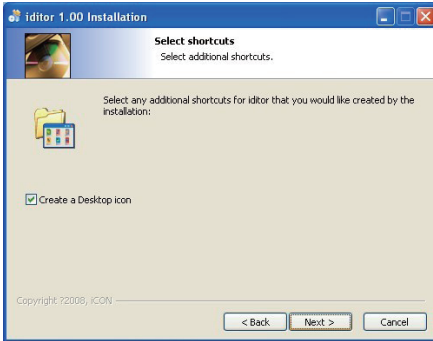 iditor 1.00 Installation
Select shortcuts
Select additional shortcuts.
Select any additional shortcuts for iditor that you would like created by the
installation:
Create a Desktop icon
Copyright ?2008, iCON
< Back Next > Cancel